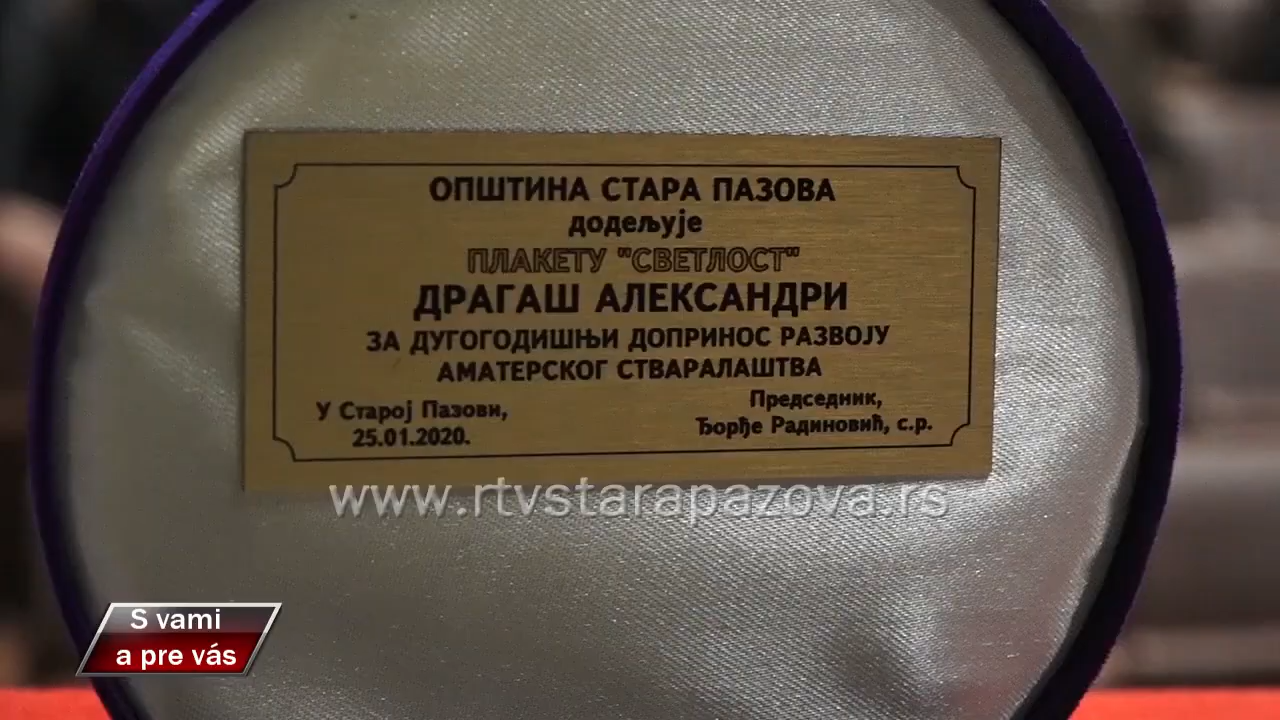 ОПШТИНА СТАРА ПАЗОВА
додељује
ПЛАКЕТУ "СВЕТЛОСТ"
ДРАГАШ АЛЕКСАНДРИ
ЗА ДУГОГОДИШЊИ ДОПРИНОС РАЗВОЈУ
АМАТЕРСКОГ СТВАРАЛАШТВА
У Старој Пазови,
25.01.2020.
Председник,
Ђорђе Радиновић, с.р.
www.rtvstarapazova.rs
S vami
a pre vás